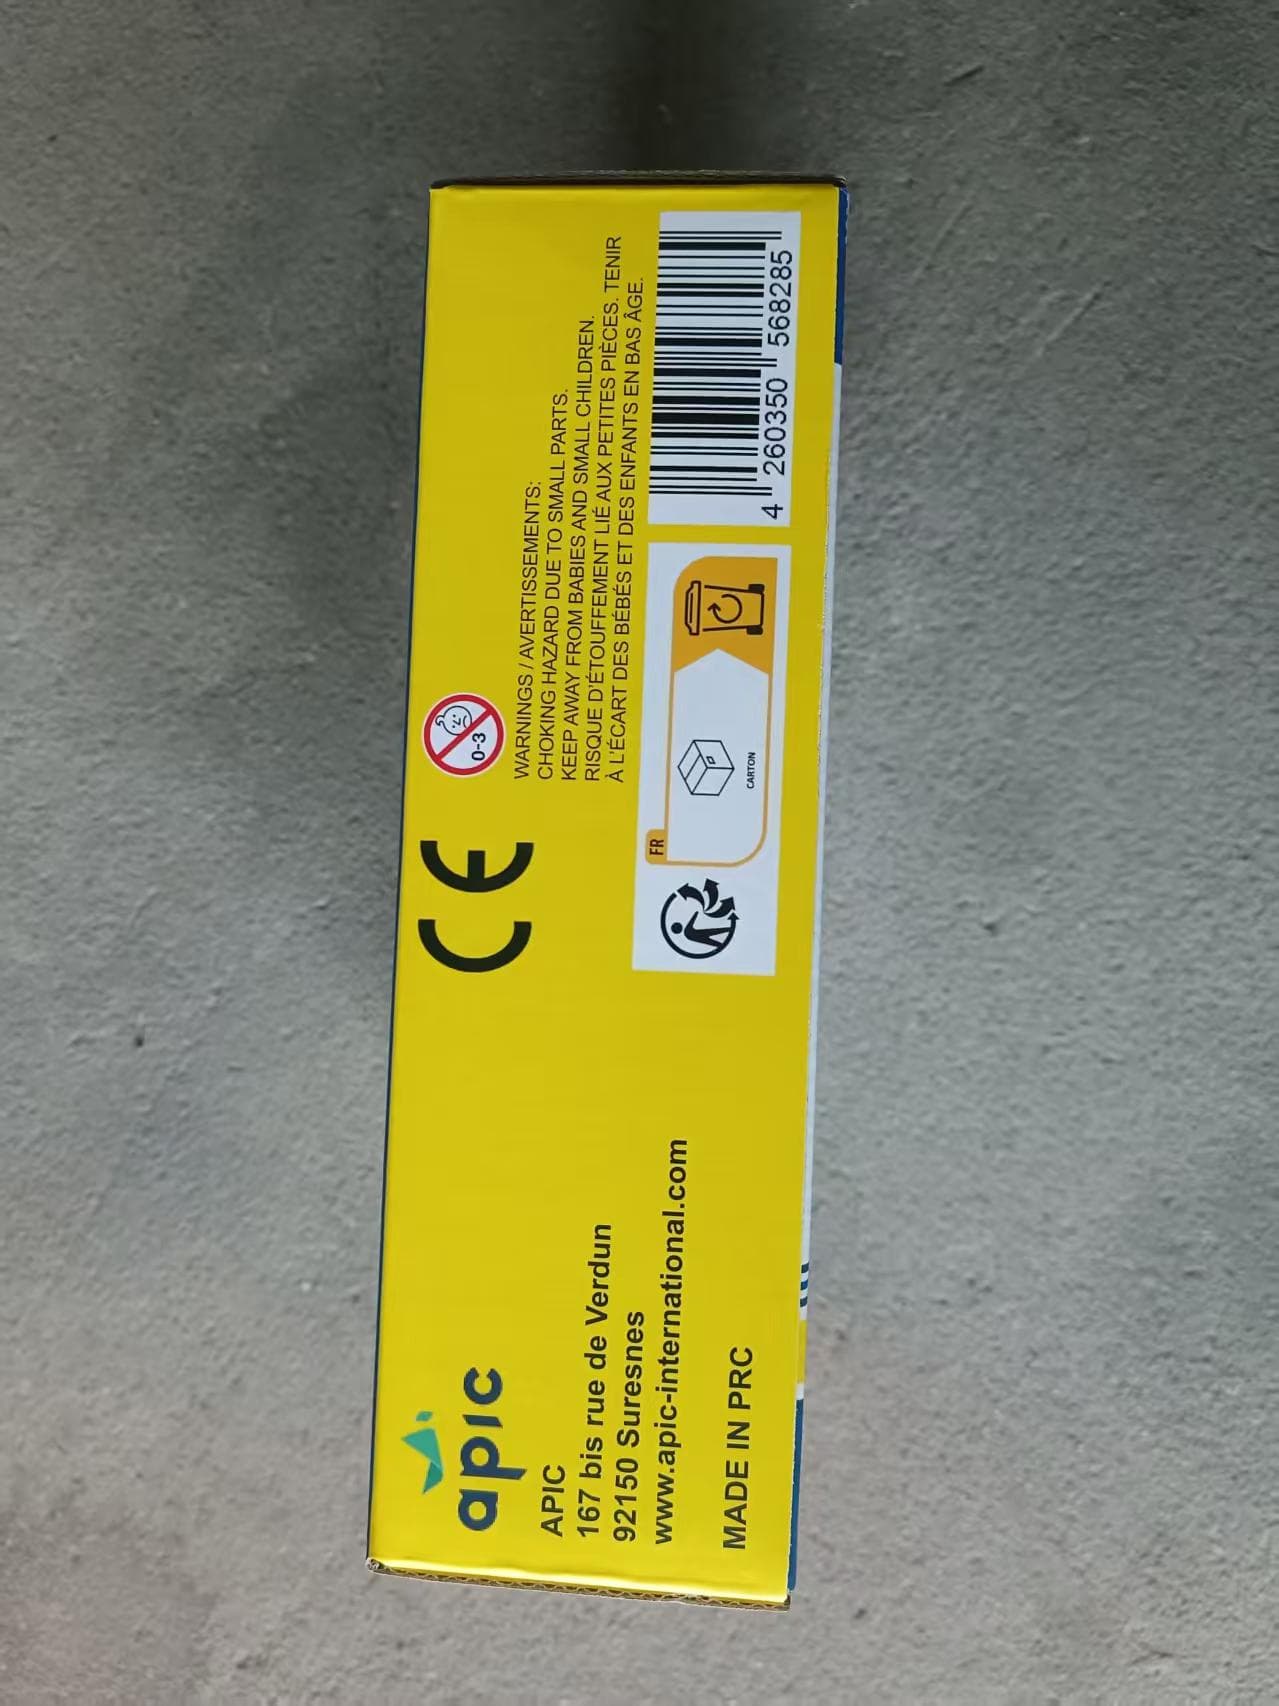 apic
APIC
167 bis rue de Verdun
92150 Suresnes
www.apic-international.com
MADE IN PRC
CE
0-3
WARNINGS / AVERTISSEMENTS:
CHOKING HAZARD DUE TO SMALL PARTS.
KEEP AWAY FROM BABIES AND SMALL CHILDREN.
RISQUE D'ÉTOUFFEMENT LIÉ AUX PETITES PIÈCES. TENIR
À L'ÉCART DES BÉBÉS ET DES ENFANTS EN BAS ÂGE.
FR
CARTON
4 260350 568285